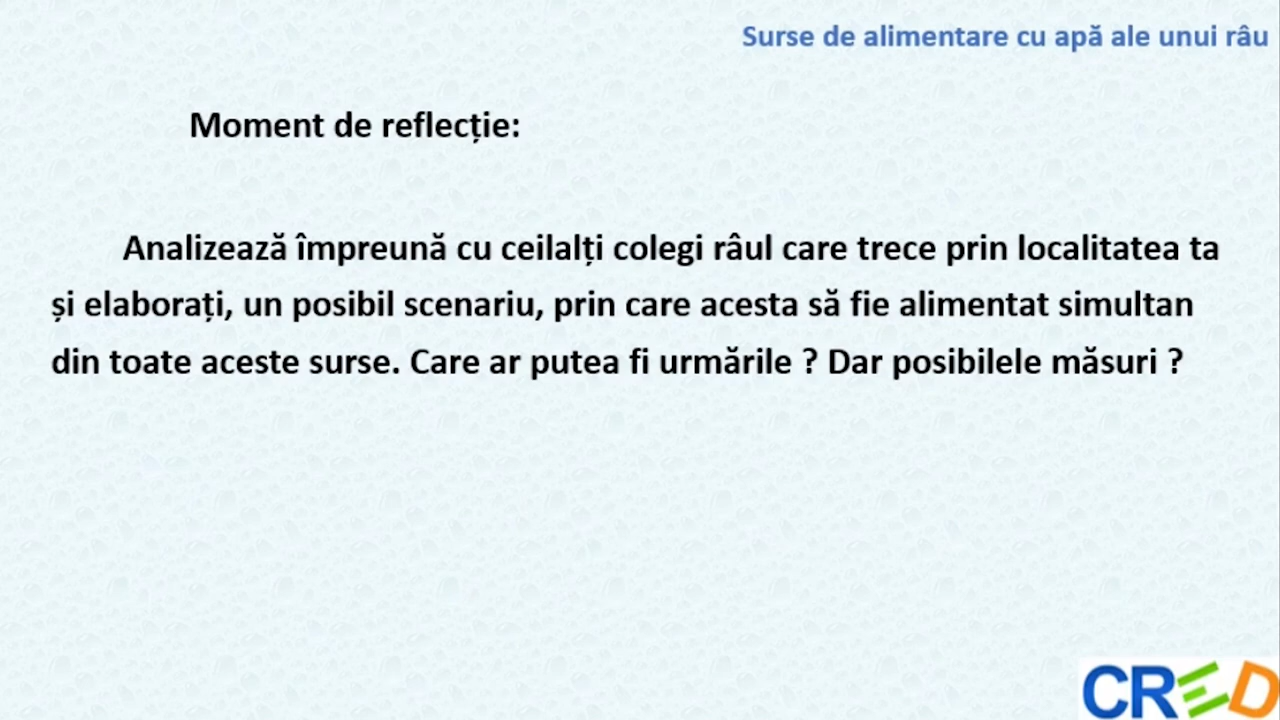 Surse de alimentare cu apă ale unui râu
Moment de reflecție:
Analizează împreună cu ceilalți colegi râul care trece prin localitatea ta
și elaborați, un posibil scenariu, prin care acesta să fie alimentat simultan
din toate aceste surse. Care ar putea fi urmările ? Dar posibilele măsuri ?
CRED